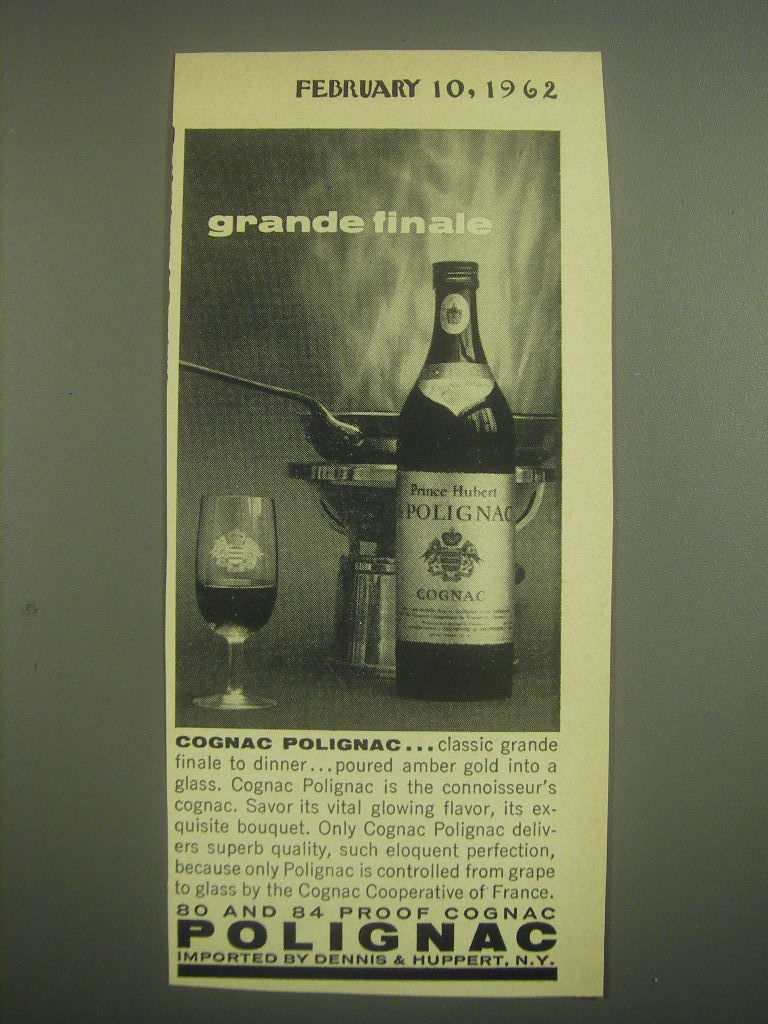 FEBRUARY 10, 1962
grande finale
Prince Hubert
POLIGNAC
COGNAC
COGNAC POLIGNAC... classic grande
finale to dinner...poured amber gold into a
glass. Cognac Polignac is the connoisseur's
cognac. Savor its vital glowing flavor, its ex-
quisite bouquet. Only Cognac Polignac deliv-
ers superb quality, such eloquent perfection,
because only Polignac is controlled from grape
to glass by the Cognac Cooperative of France.
80 AND 84 PROOF COGNAC
POLIGNAC
IMPORTED BY DENNIS & HUPPERT, N.Y.